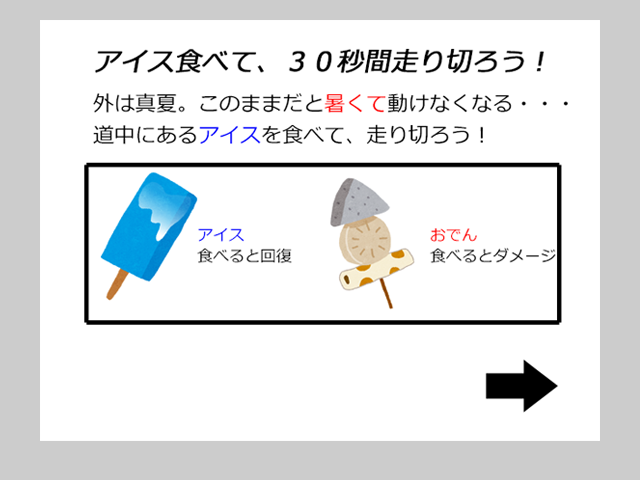 アイス食べて、３０秒間走り切ろう！
外は真夏。このままだと暑くて動けなくなる・・・
道中にあるアイスを食べて、走り切ろう！
アイス
食べると回復
おでん
食べるとダメージ